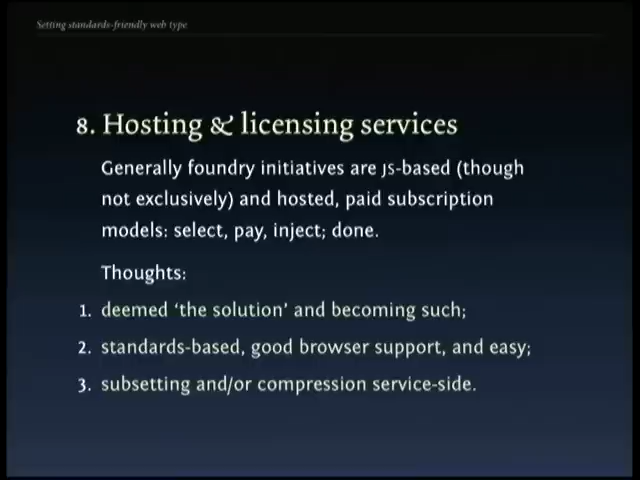 Setting standards-friendly web type
8. Hosting & licensing services
Generally foundry initiatives are JS-based (though
not exclusively) and hosted, paid subscription
models: select, pay, inject; done.
Thoughts:
1. deemed ‘the solution’ and becoming such;
2. standards-based, good browser support, and easy;
3. subsetting and/or compression service-side.